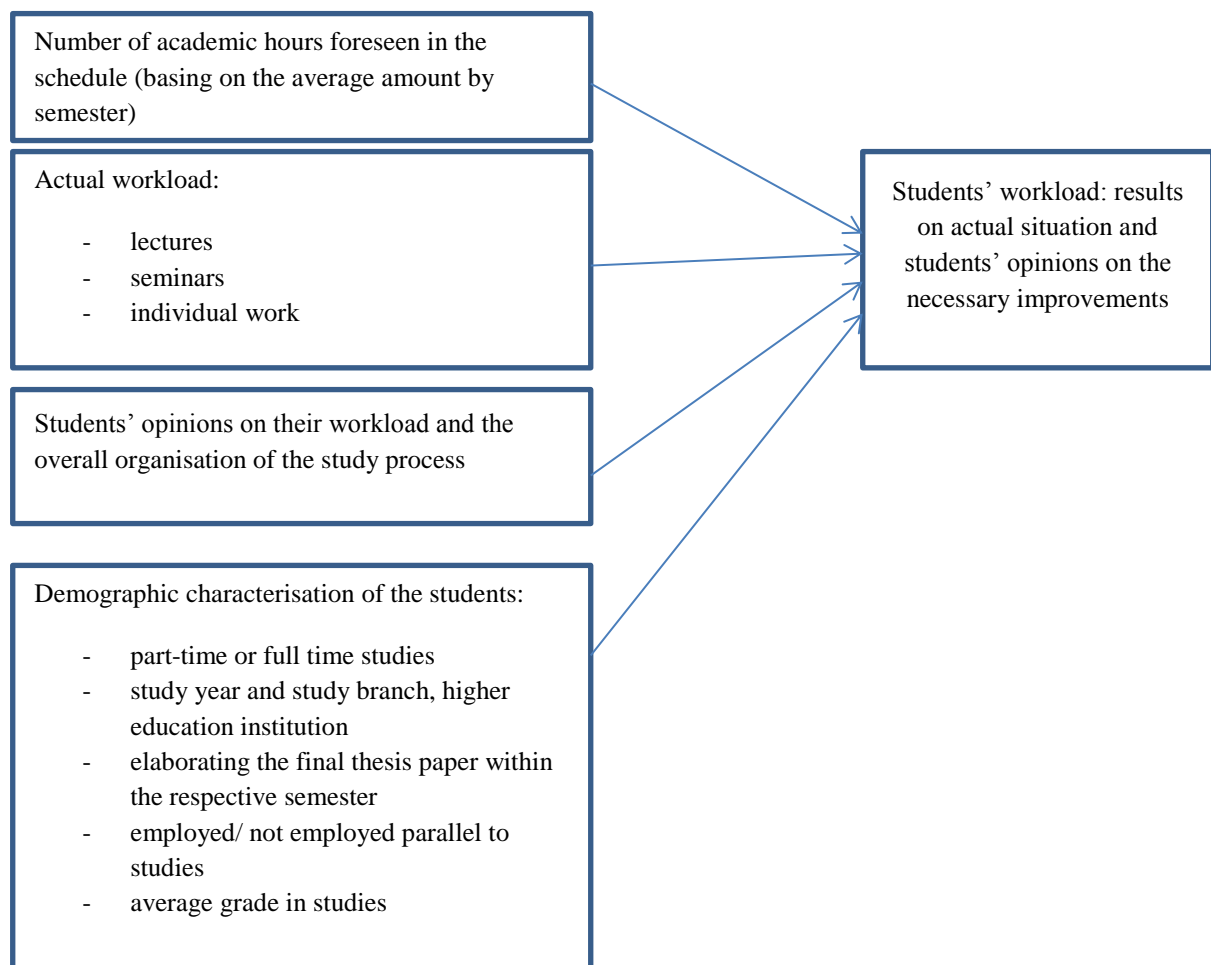 Number of academic hours foreseen in the
schedule (basing on the average amount by
semester)
Actual workload:
- lectures
- seminars
- individual work
Students’ opinions on their workload and the
overall organisation of the study process
Demographic characterisation of the students:
- part-time or full time studies
- study year and study branch, higher
education institution
- elaborating the final thesis paper within
the respective semester
- employed/ not employed parallel to
studies
- average grade in studies
Students’ workload: results
on actual situation and
students’ opinions on the
necessary improvements